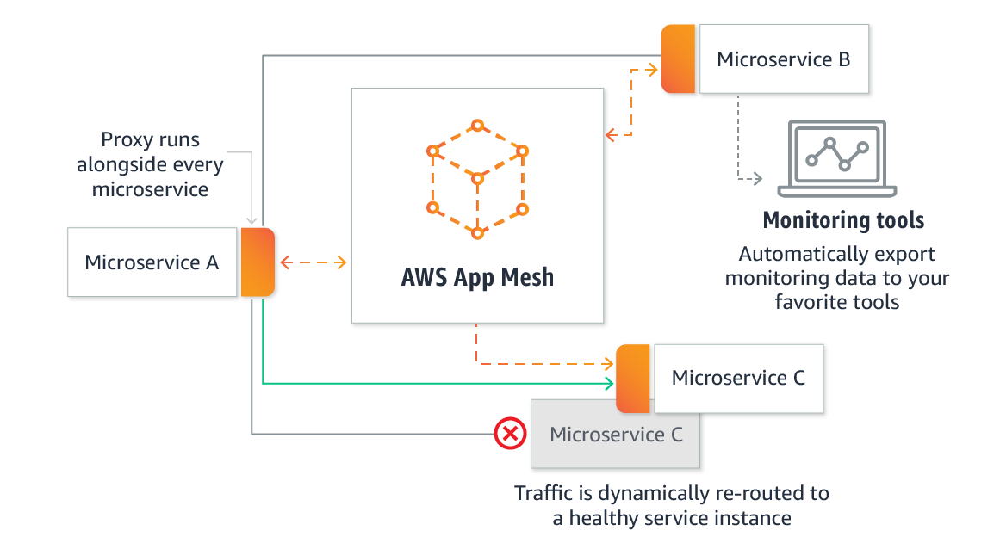 Microservice B
Proxy runs
alongside every
microservice
Monitoring tools
Automatically export
monitoring data to your
favorite tools
Microservice A
AWS App Mesh
Microservice C
Microservice C
Traffic is dynamically re-routed to
a healthy service instance